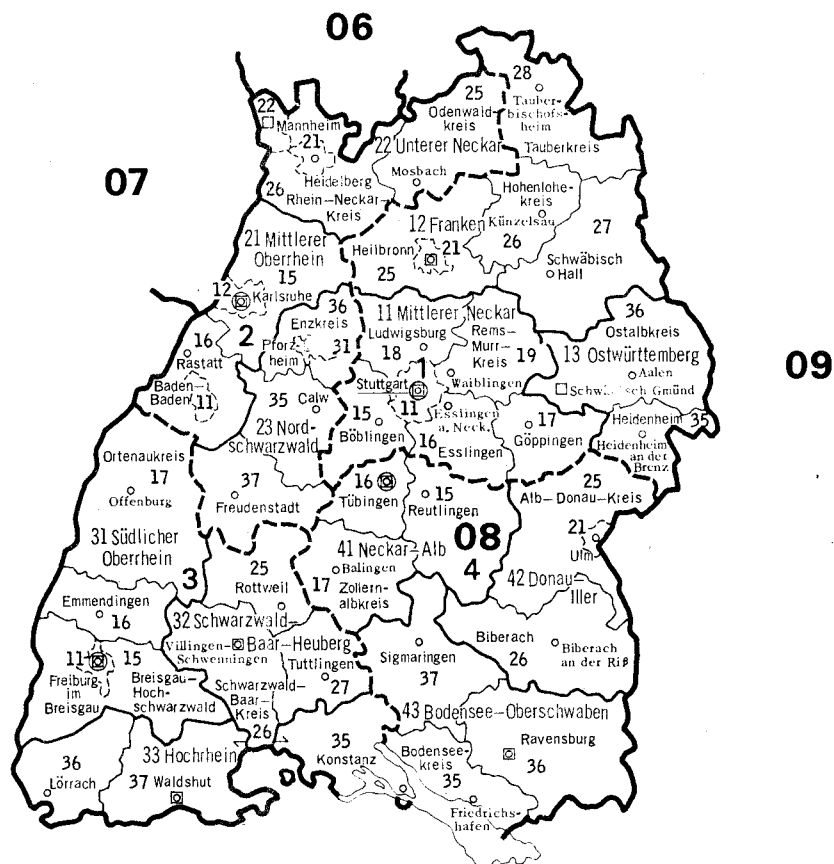 06
28
Tauber-
bischofs-
heim
Tauberkreis
25
Odenwald-
kreis
22 Unterer Neckar
Mosbach
22
Mannheim
21
Heidelberg
26
Rhein-Neckar-
Kreis
07
Hohenlohe-
kreis
Künzelsau
26
27
Schwäbisch
Hall
12 Franken
Heilbronn
21
25
21 Mittlerer
Oberrhein
15
12
Karlsruhe
2
16
Rastatt
Baden-
Baden
11
36
Enzkreis
Pforz-
heim
31
35
Calw
23 Nord-
schwarzwald
37
Freudenstadt
11 Mittlerer Neckar
Ludwigsburg
18
Rems-
Murr-
Kreis
19
1
Waiblingen
Stuttgart
11
Esslingen
a. Neck.
15
Böblingen
16
Esslingen
17
Göppingen
36
Ostalbkreis
13 Ostwürttemberg
Aalen
Schwäbisch Gmünd
Heidenheim
35
Heidenheim
an der
Brenz
09
Ortenaukreis
17
Offenburg
31 Südlicher
Oberrhein
3
16
Tübingen
15
Reutlingen
25
Alb-Donau-Kreis
21
Ulm
08
4
41 Neckar-Alb
Balingen
17
Zollern-
albkreis
42 Donau-
Iller
25
Rottweil
Emmendingen
16
32 Schwarzwald-
Baar-Heuberg
Villingen-
Schwenningen
Tuttlingen
27
Schwarzwald-
Baar-
Kreis
26
11
Freiburg
im
Breisgau
15
Breisgau-
Hoch-
schwarzwald
Sigmaringen
37
Biberach
26
Biberach
an der Riß
43 Bodensee-Oberschwaben
Ravensburg
36
Bodensee-
kreis
35
Friedrichs-
hafen
35
Konstanz
33 Hochrhein
37 Waldshut
36
Lörrach